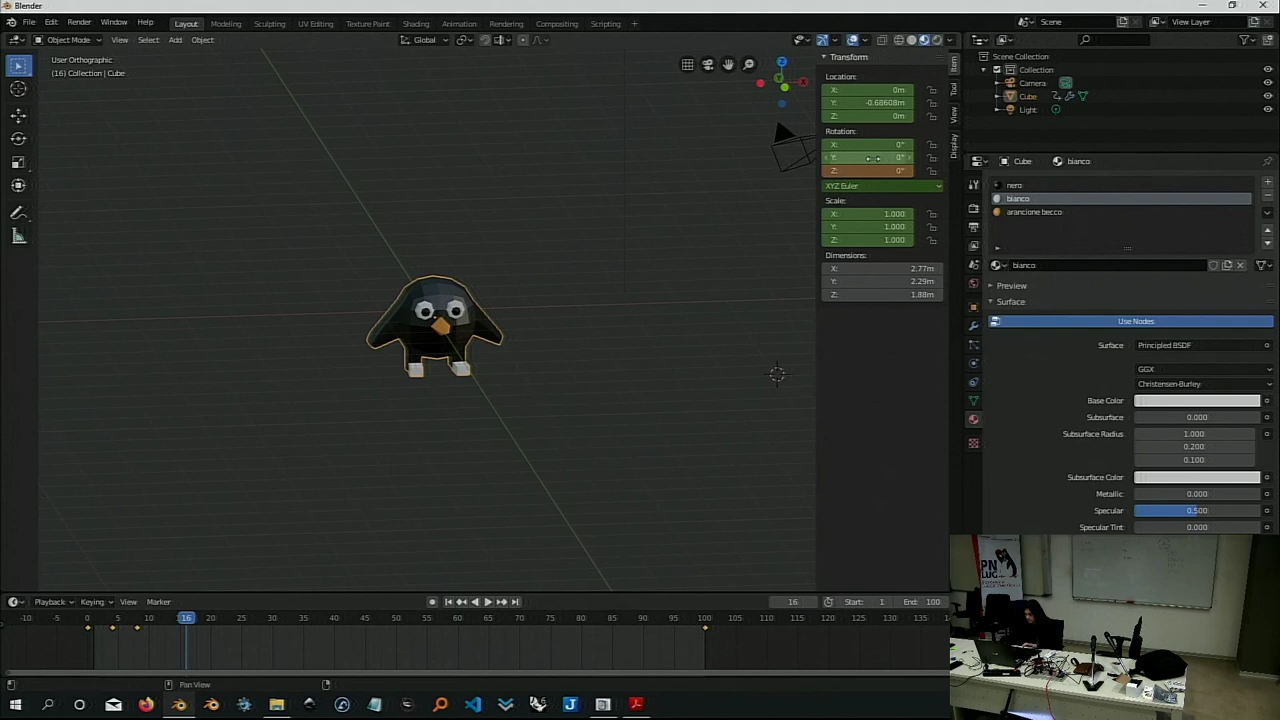 Blender
File Edit Render Window Help Layout Modeling Sculpting UV Editing Texture Paint Shading Animation Rendering Compositing Scripting + Scene View Layer
Object Mode View Select Add Object Global
User Orthographic
(16) Collection | Cube
Transform
Location:
X: 0m
Y: -0.68608m
Z: 0m
Rotation:
X: 0°
Y: 0°
Z: 0°
XYZ Euler
Scale:
X: 1.000
Y: 1.000
Z: 1.000
Dimensions:
X: 2.77m
Y: 2.29m
Z: 1.88m
Item
Tool
View
Display
Scene Collection
Collection
Camera
Cube
Light
Cube bianco
nero
bianco
arancione becco
bianco
Preview
Surface
Use Nodes
Surface: Principled BSDF
GGX
Christensen-Burley
Base Color
Subsurface 0.000
Subsurface Radius 1.000
0.200
0.100
Subsurface Color
Metallic 0.000
Specular 0.500
Specular Tint 0.000
PN
LUG
Playback Keying View Marker 16 Start: 1 End: 100
-10 -5 0 5 10 16 20 25 30 35 40 45 50 55 60 65 70 75 80 85 90 95 100 105 110 115 120 125 130 135 140
Pan View